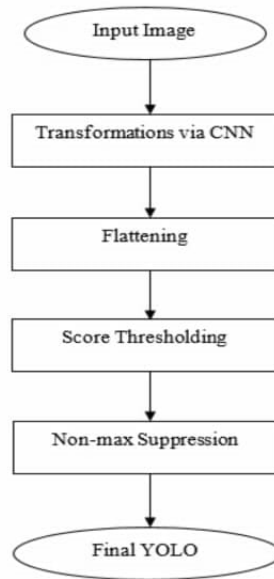 Input Image
Transformations via CNN
Flattening
Score Thresholding
Non-max Suppression
Final YOLO